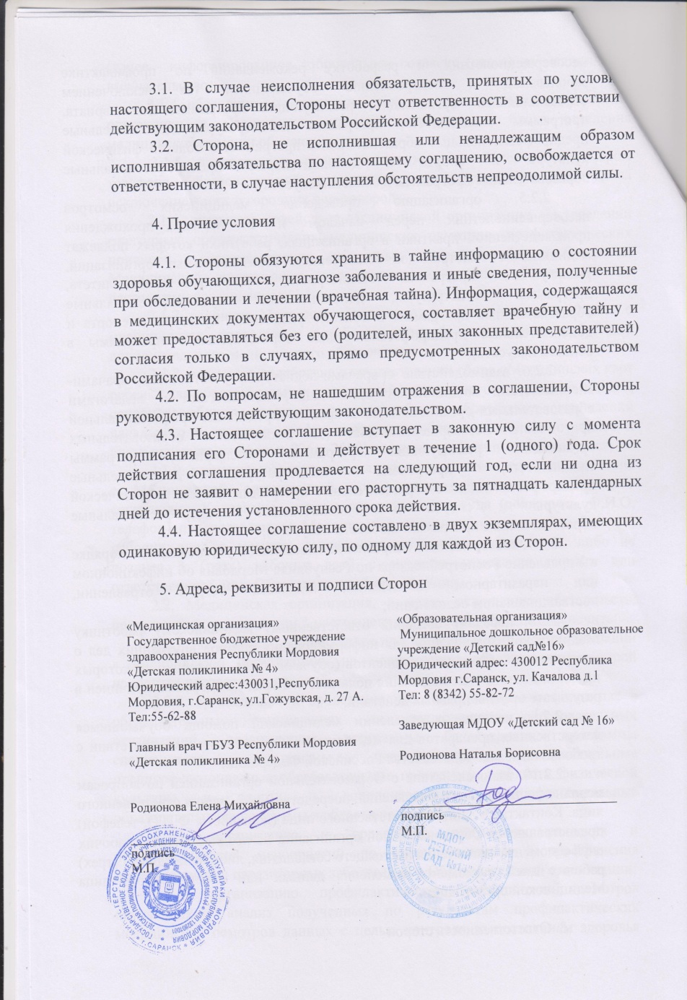 3.1. В случае неисполнения обязательств, принятых по
настоящего соглашения, Стороны несут ответственность в соответствии
действующим законодательством Российской Федерации.
3.2. Сторона, не исполнившая или ненадлежащим образом
исполнившая обязательства по настоящему соглашению, освобождается от
ответственности, в случае наступления обстоятельств непреодолимой силы.
4. Прочие условия
4.1. Стороны обязуются хранить в тайне информацию о состоянии
здоровья обучающихся, диагнозе заболевания и иные сведения, полученные
при обследовании и лечении (врачебная тайна). Информация, содержащаяся
в медицинских документах обучающегося, составляет врачебную тайну и
может предоставляться без его (родителей, иных законных представителей)
согласия только в случаях, прямо предусмотренных законодательством
Российской Федерации.
4.2. По вопросам, не нашедшим отражения в соглашении, Стороны
руководствуются действующим законодательством.
4.3. Настоящее соглашение вступает в законную силу с момента
подписания его Сторонами и действует в течение 1 (одного) года. Срок
действия соглашения продлевается на следующий год, если ни одна из
Сторон не заявит о намерении его расторгнуть за пятнадцать календарных
дней до истечения установленного срока действия.
4.4. Настоящее соглашение составлено в двух экземплярах, имеющих
одинаковую юридическую силу, по одному для каждой из Сторон.
5. Адреса, реквизиты и подписи Сторон
«Медицинская организация»
Государственное бюджетное учреждение
здравоохранения Республики Мордовия
«Детская поликлиника № 4»
Юридический адрес:430031,Республика
Мордовия, г.Саранск, ул.Гожувская, д. 27 А.
Тел:55-62-88
Главный врач ГБУЗ Республики Мордовия
«Детская поликлиника № 4»
Родионова Елена Михайловна
подпись
М.П.
«Образовательная организация»
Муниципальное дошкольное образовательное
учреждение «Детский сад№16»
Юридический адрес: 430012 Республика
Мордовия г.Саранск, ул. Качалова д.1
Тел: 8 (8342) 55-82-72
Заведующая МДОУ «Детский сад № 16»
Родионова Наталья Борисовна
подпись
М.П.
МДОУ
"ДЕТСКИЙ